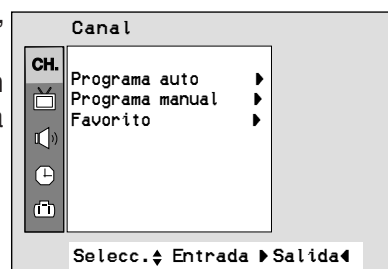 Canal
CH.
Programa auto
Programa manual
Favorito
Selecc. Entrada Salida